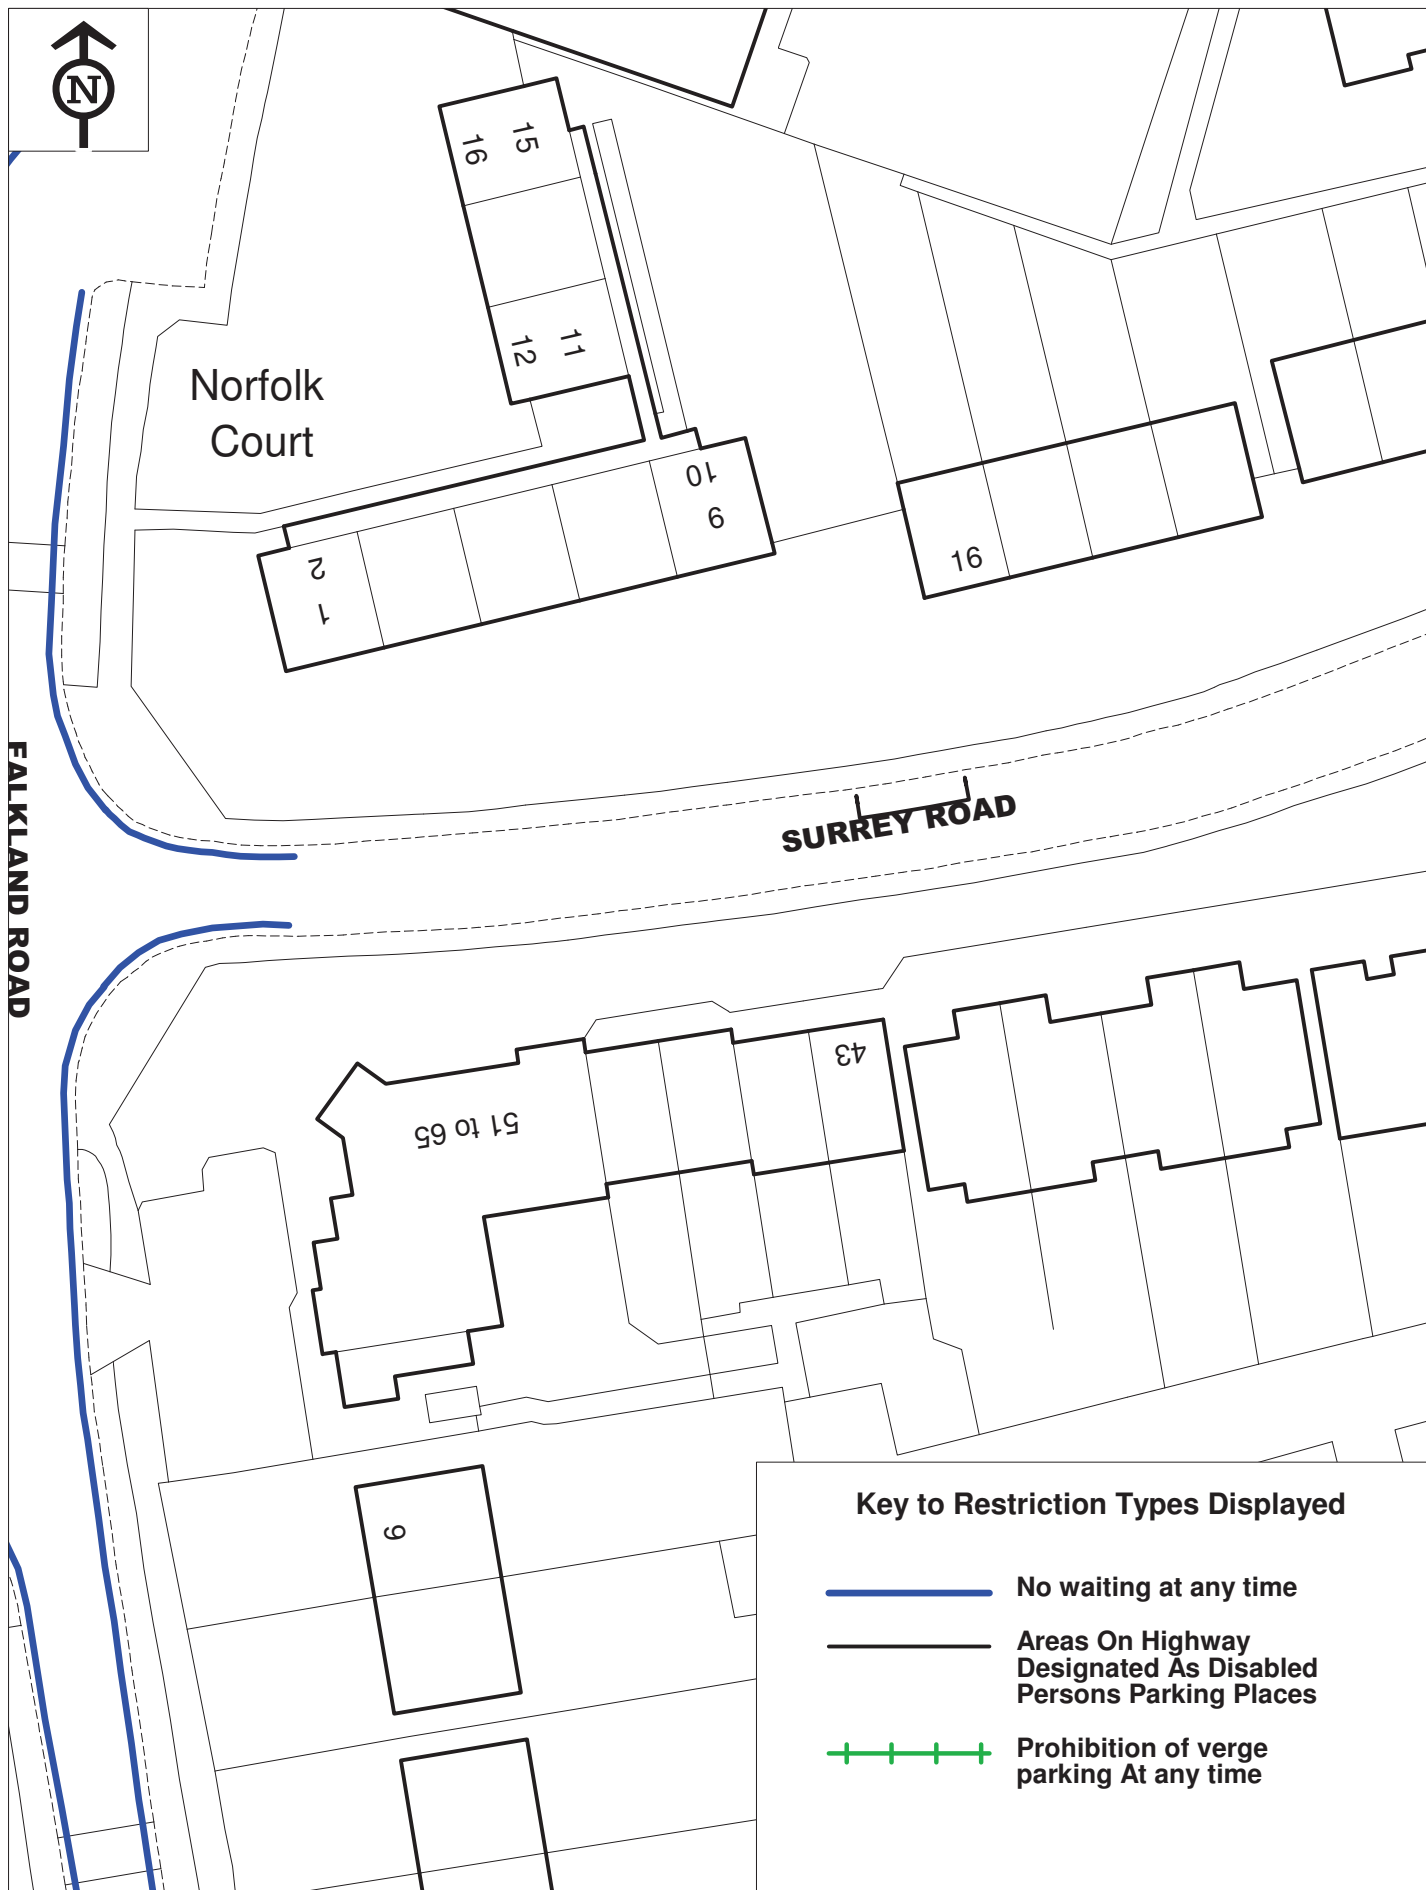 N
15
16
11
12
Norfolk
Court
10
9
2
1
16
FALKLAND ROAD
SURREY ROAD
43
51 to 65
9
Key to Restriction Types Displayed
No waiting at any time
Areas On Highway
Designated As Disabled
Persons Parking Places
Prohibition of verge
parking At any time